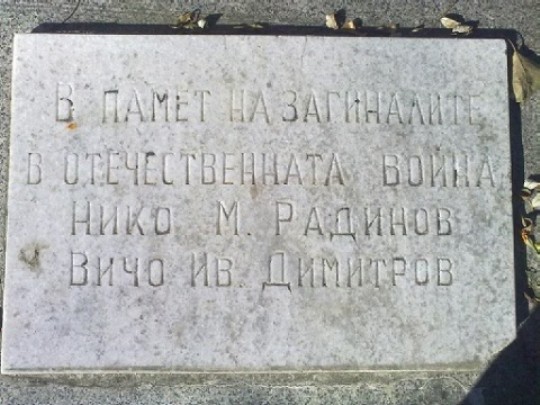 В ПАМЕТ НА ЗАГИНАЛИТЕ
В ОТЕЧЕСТВЕННАТА ВОЙНА
НИКО М. РАДИНОВ
ВИЧО ИВ. ДИМИТРОВ